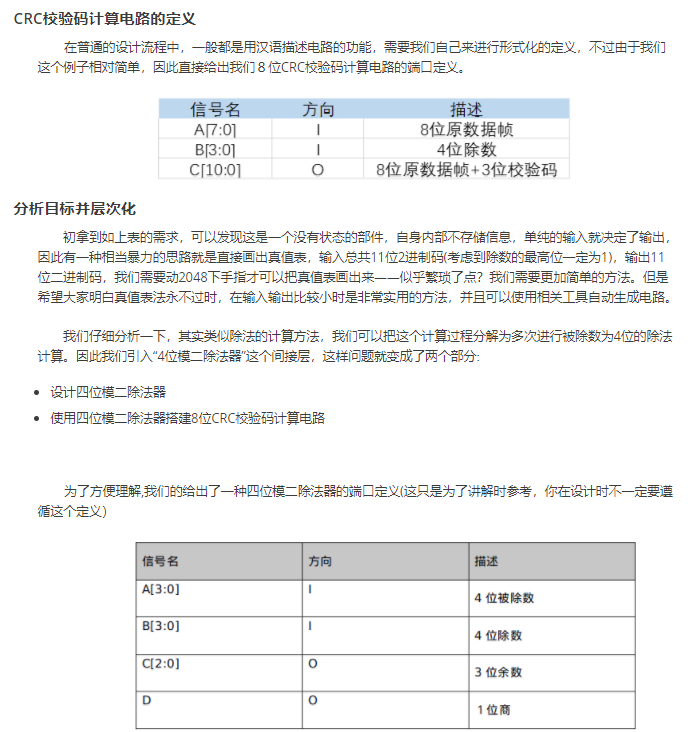 CRC校验码计算电路的定义
在普通的设计流程中，一般都是用汉语描述电路的功能，需要我们自己来进行形式化的定义，不过由于我们
这个例子相对简单，因此直接给出我们 8 位CRC校验码计算电路的端口定义。
信号名 方向 描述
A[7:0] I 8位原数据帧
B[3:0] I 4位除数
C[10:0] O 8位原数据帧+3位校验码
分析目标并层次化
初拿到如上表的需求，可以发现这是一个没有状态的部件，自身内部不存储信息，单纯的输入就决定了输出，
因此有一种相当暴力的思路就是直接画出真值表，输入总共11位2进制码(考虑到除数的最高位一定为1)，输出11
位二进制码，我们需要动2048下手指才可以把真值表画出来——似乎繁琐了点？我们需要更加简单的方法。但是
希望大家明白真值表法永不过时，在输入输出比较小时是非常实用的方法，并且可以使用相关工具自动生成电路。
我们仔细分析一下，其实类似除法的计算方法，我们可以把这个计算过程分解为多次进行被除数为4位的除法
计算。因此我们引入“4位模二除法器”这个间接层，这样问题就变成了两个部分:
• 设计四位模二除法器
• 使用四位模二除法器搭建8位CRC校验码计算电路
为了方便理解,我们的给出了一种四位模二除法器的端口定义(这只是为了讲解时参考，你在设计时不一定要遵
循这个定义)
信号名 方向 描述
A[3:0] I 4 位被除数
B[3:0] I 4 位除数
C[2:0] O 3 位余数
D O 1 位商